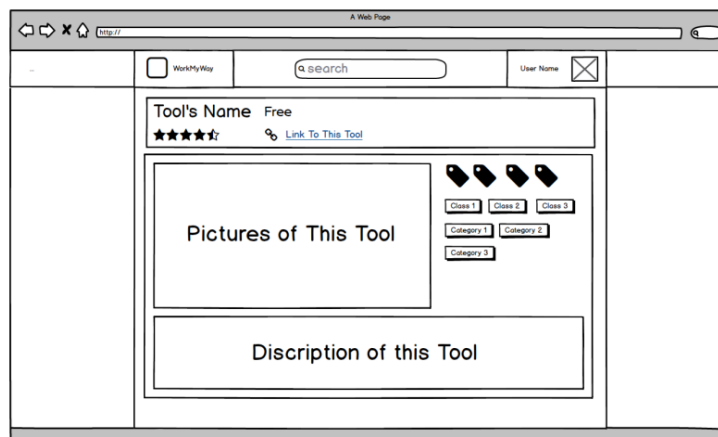 A Web Page
http://
WorkMyWay
search
User Name
Tool's Name Free
Link To This Tool
Class 1 Class 2 Class 3
Pictures of This Tool
Category 1 Category 2
Category 3
Discription of this Tool